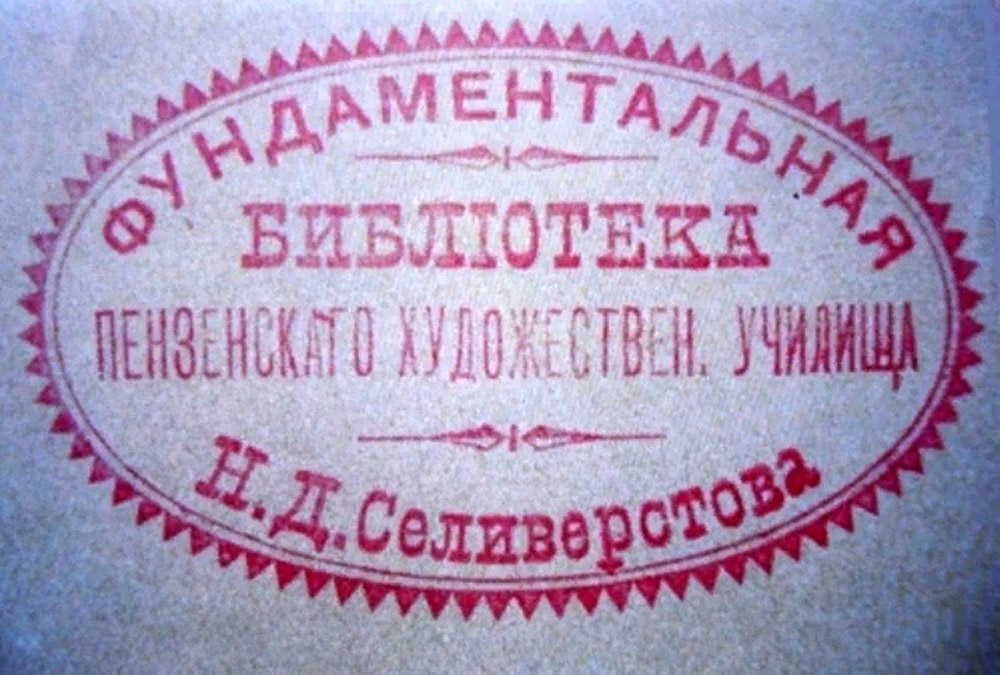 ФУНДАМЕНТАЛЬНАЯ
БИБЛІОТЕКА
ПЕНЗЕНСКАГО ХУДОЖЕСТВЕН. УЧИЛИЩА
Н. Д. Селиверстова